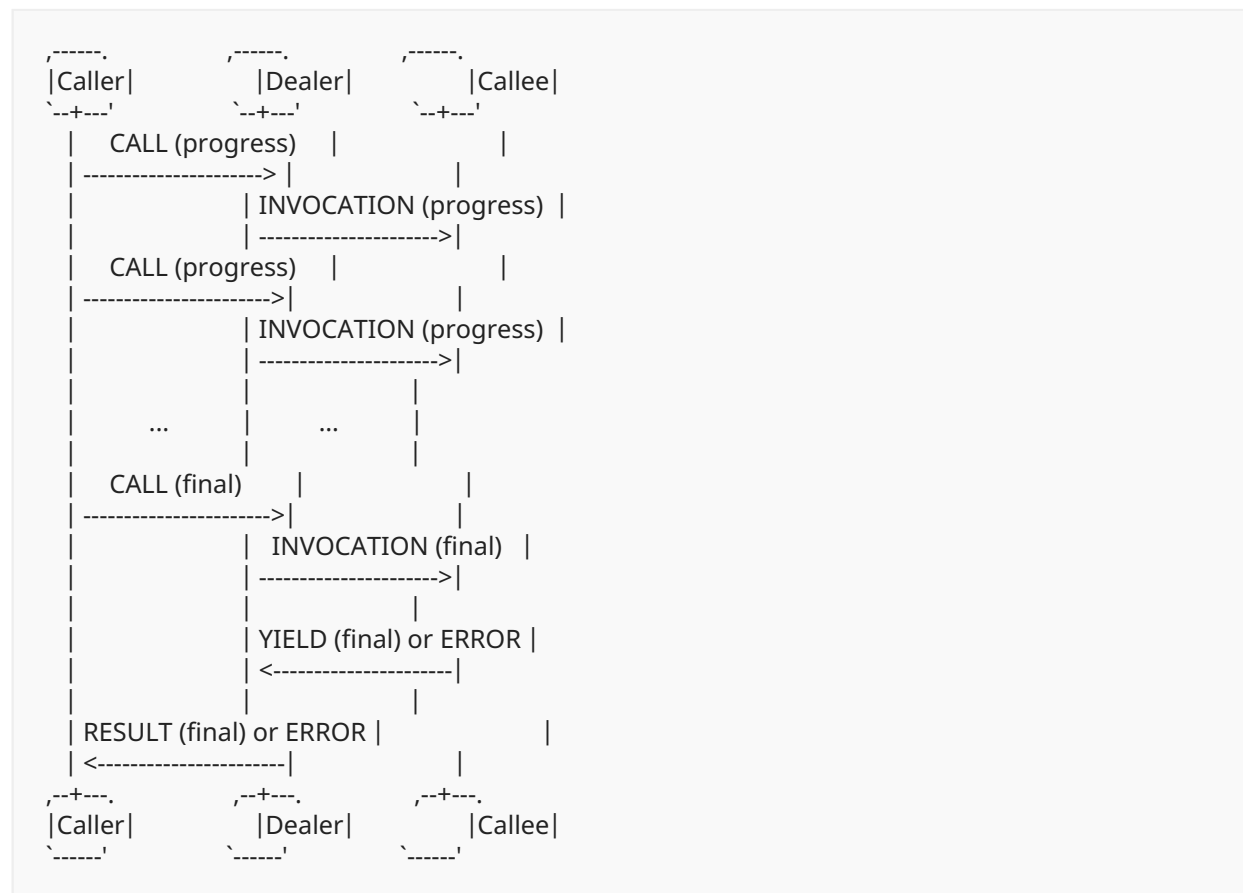 ,------.          ,------.          ,------.
|Caller|          |Dealer|          |Callee|
`--+---'          `--+---'          `--+---'
   |  CALL (progress)  |                 |
   | ----------------------> |                 |
   |                 | INVOCATION (progress) |
   |                 | ---------------------->|
   |  CALL (progress)  |                 |
   | ----------------------->|                 |
   |                 | INVOCATION (progress) |
   |                 | ---------------------->|
   |                 |                 |
   |       ...       |       ...       |
   |                 |                 |
   |  CALL (final)     |                 |
   | ----------------------->|                 |
   |                 |  INVOCATION (final)  |
   |                 | ---------------------->|
   |                 |                 |
   |                 | YIELD (final) or ERROR |
   |                 | <----------------------|
   |                 |                 |
   | RESULT (final) or ERROR |                 |
   | <-----------------------|                 |
,--+---.          ,--+---.          ,--+---.
|Caller|          |Dealer|          |Callee|
`------'          `------'          `------'